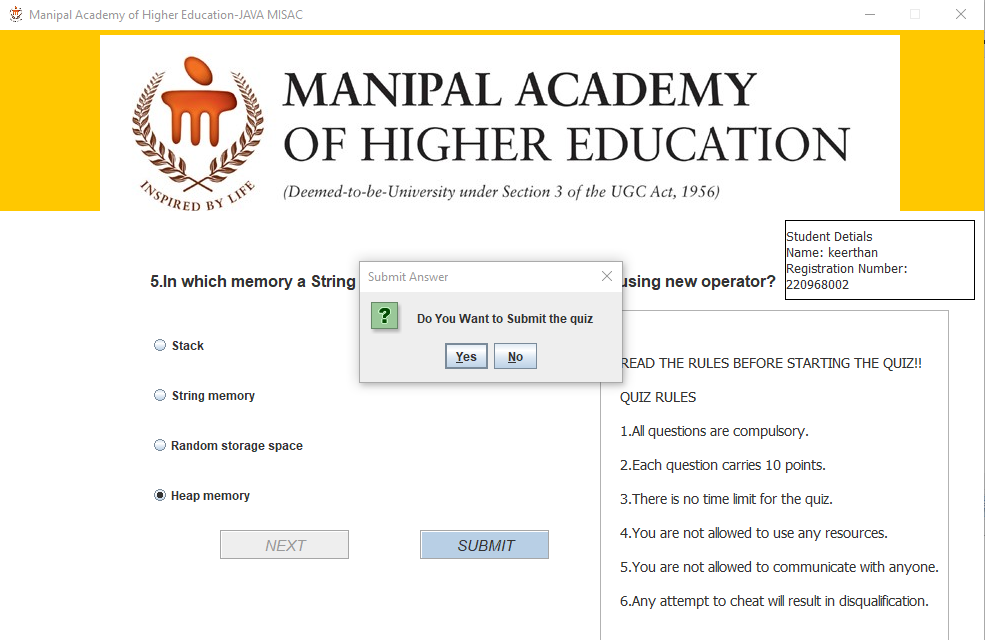 Manipal Academy of Higher Education-JAVA MISAC
MANIPAL ACADEMY
OF HIGHER EDUCATION
(Deemed-to-be-University under Section 3 of the UGC Act, 1956)
INSPIRED BY LIFE
Student Detials
Name: keerthan
Registration Number:
220968002
5.In which memory a String using new operator?
Submit Answer
?
Do You Want to Submit the quiz
Yes No
Stack
String memory
Random storage space
Heap memory
NEXT SUBMIT
READ THE RULES BEFORE STARTING THE QUIZ!!
QUIZ RULES
1.All questions are compulsory.
2.Each question carries 10 points.
3.There is no time limit for the quiz.
4.You are not allowed to use any resources.
5.You are not allowed to communicate with anyone.
6.Any attempt to cheat will result in disqualification.